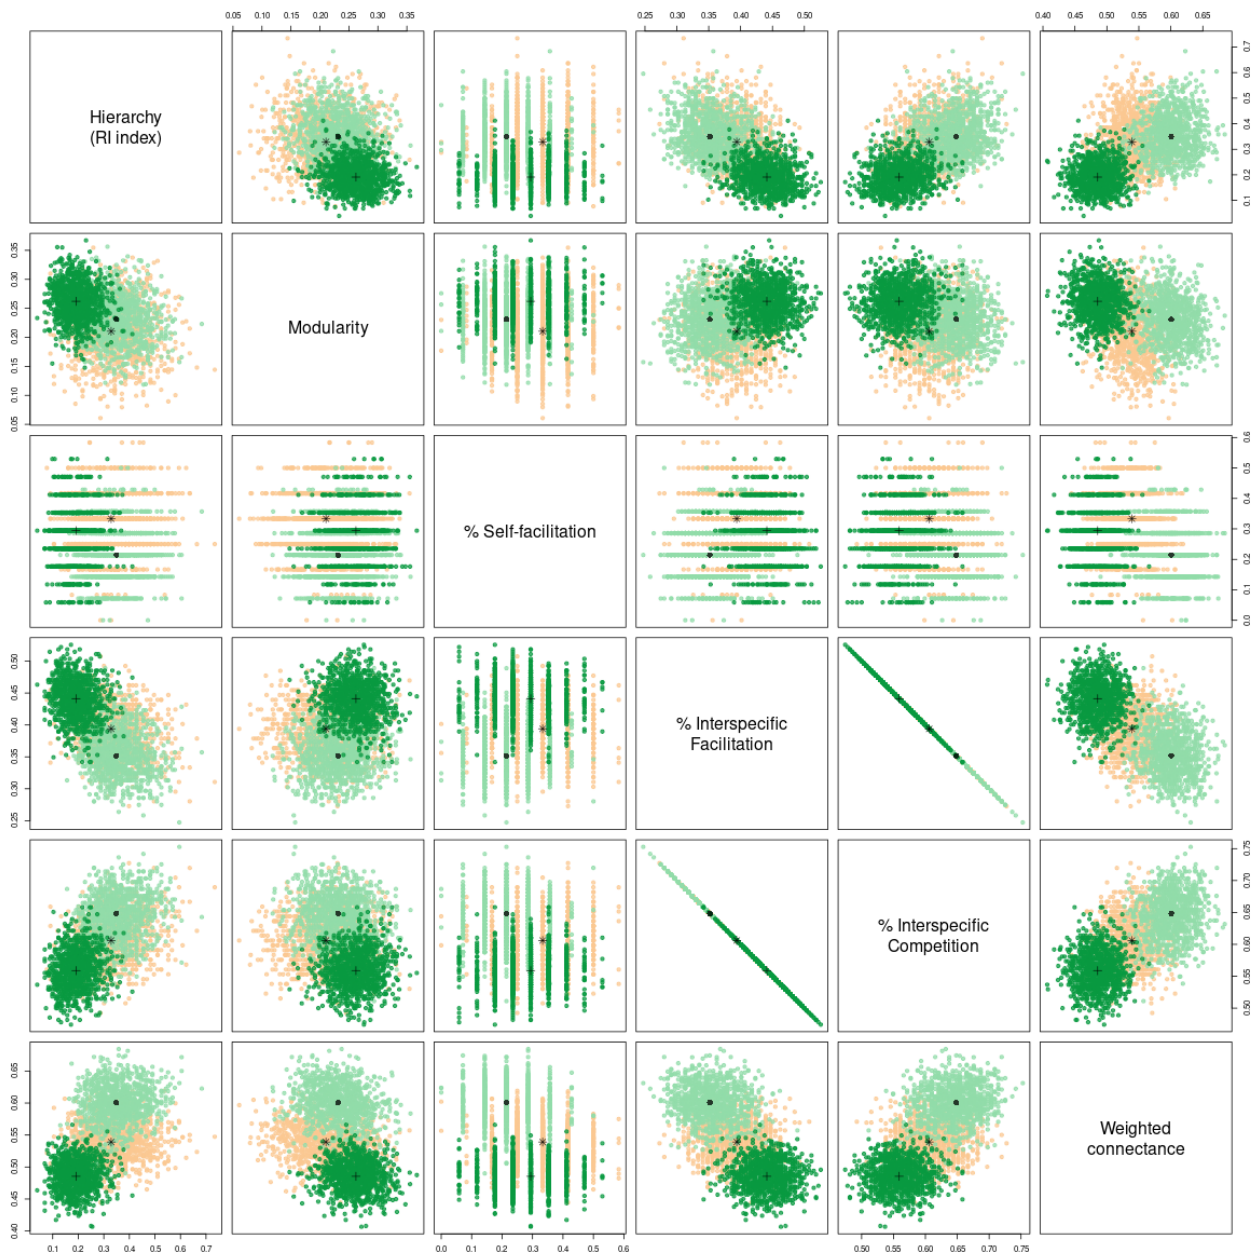 0.05 0.15 0.25 0.35 0.25 0.30 0.35 0.40 0.45 0.50 0.40 0.45 0.50 0.55 0.60 0.65
Hierarchy
(RI index)
0.1 0.2 0.3 0.4 0.5 0.6 0.7
0.05 0.10 0.15 0.20 0.25 0.30 0.35
Modularity
% Self-facilitation
0.0 0.1 0.2 0.3 0.4 0.5 0.6
0.25 0.30 0.35 0.40 0.45 0.50
% Interspecific
Facilitation
% Interspecific
Competition
0.50 0.55 0.60 0.65 0.70 0.75
0.40 0.45 0.50 0.55 0.60 0.65
Weighted
connectance
0.1 0.2 0.3 0.4 0.5 0.6 0.7 0.0 0.1 0.2 0.3 0.4 0.5 0.6 0.50 0.55 0.60 0.65 0.70 0.75